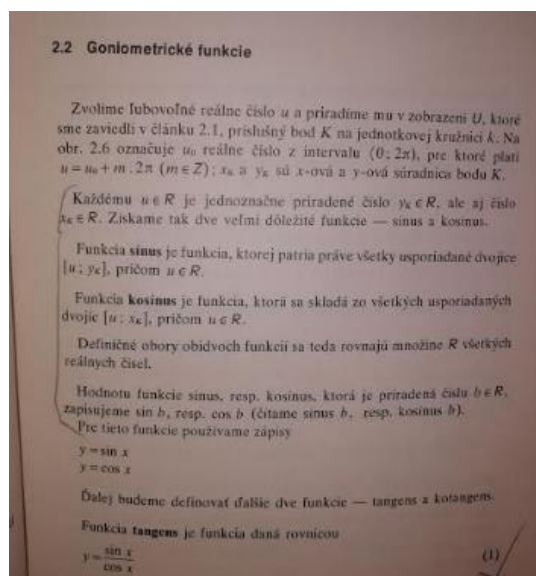 2.2 Goniometrické funkcie
Zvolíme ľubovoľné reálne číslo u a priradíme mu v zobrazení U, ktoré
sme zaviedli v článku 2.1, príslušný bod K na jednotkovej kružnici k. Na
obr. 2.6 označuje u₀ reálne číslo z intervalu ⟨0; 2π), pre ktoré platí
u = u₀ + m . 2π (m ∈ Z); xₖ a yₖ sú x-ová a y-ová súradnica bodu K.
Každému u ∈ R je jednoznačne priradené číslo yₖ ∈ R, ale aj číslo
xₖ ∈ R. Získame tak dve veľmi dôležité funkcie — sínus a kosínus.
Funkcia sínus je funkcia, ktorej patria práve všetky usporiadané dvojice
[u; yₖ], pričom u ∈ R.
Funkcia kosínus je funkcia, ktorá sa skladá zo všetkých usporiadaných
dvojíc [u; xₖ], pričom u ∈ R.
Definičné obory obidvoch funkcií sa teda rovnajú množine R všetkých
reálnych čísel.
Hodnotu funkcie sínus, resp. kosínus, ktorá je priradená číslu b ∈ R,
zapisujeme sin b, resp. cos b (čítame sínus b, resp. kosínus b).
Pre tieto funkcie používame zápisy
y = sin x
y = cos x
Ďalej budeme definovať ďalšie dve funkcie — tangens a kotangens.
Funkcia tangens je funkcia daná rovnicou
y = sin x / cos x (1)